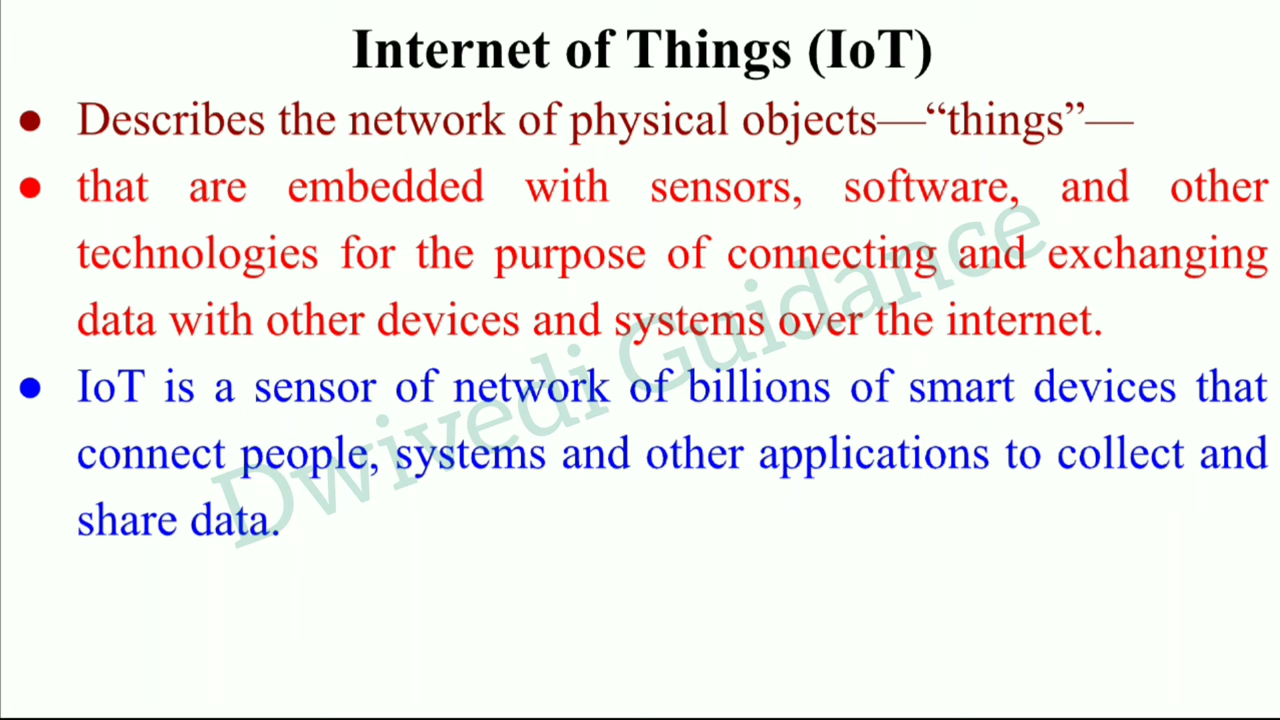 Internet of Things (IoT)
● Describes the network of physical objects—“things”—
● that are embedded with sensors, software, and other
technologies for the purpose of connecting and exchanging
data with other devices and systems over the internet.
● IoT is a sensor of network of billions of smart devices that
connect people, systems and other applications to collect and
share data.
Dwivedi Guidance